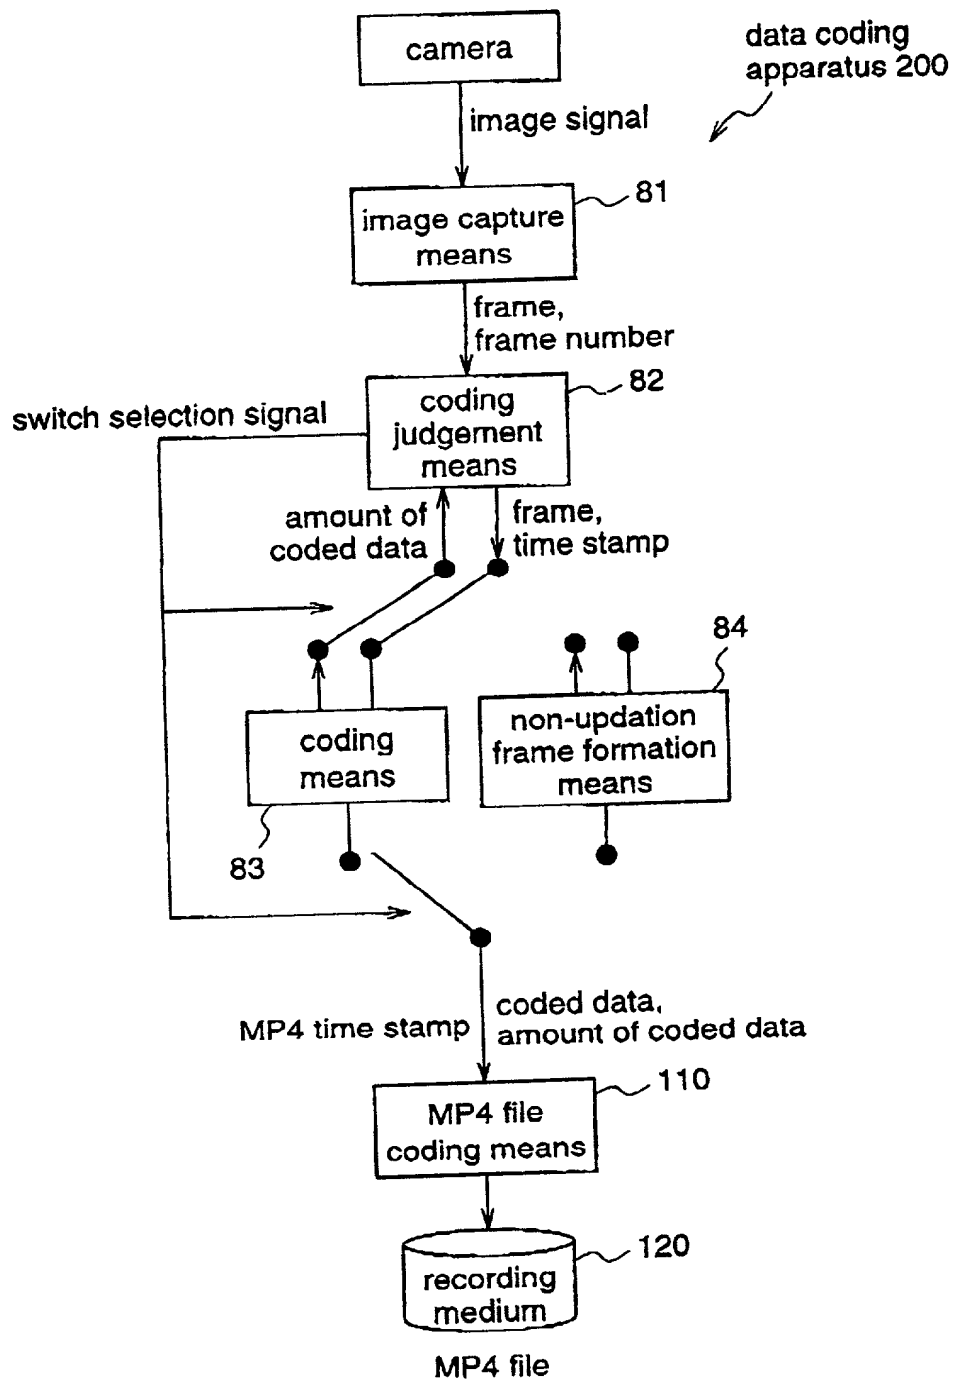 camera
data coding
apparatus 200
image signal
81
image capture
means
frame,
frame number
82
coding
judgement
means
switch selection signal
amount of
coded data
frame,
time stamp
84
coding
means
non-updation
frame formation
means
83
MP4 time stamp
coded data,
amount of coded data
110
MP4 file
coding means
120
recording
medium
MP4 file